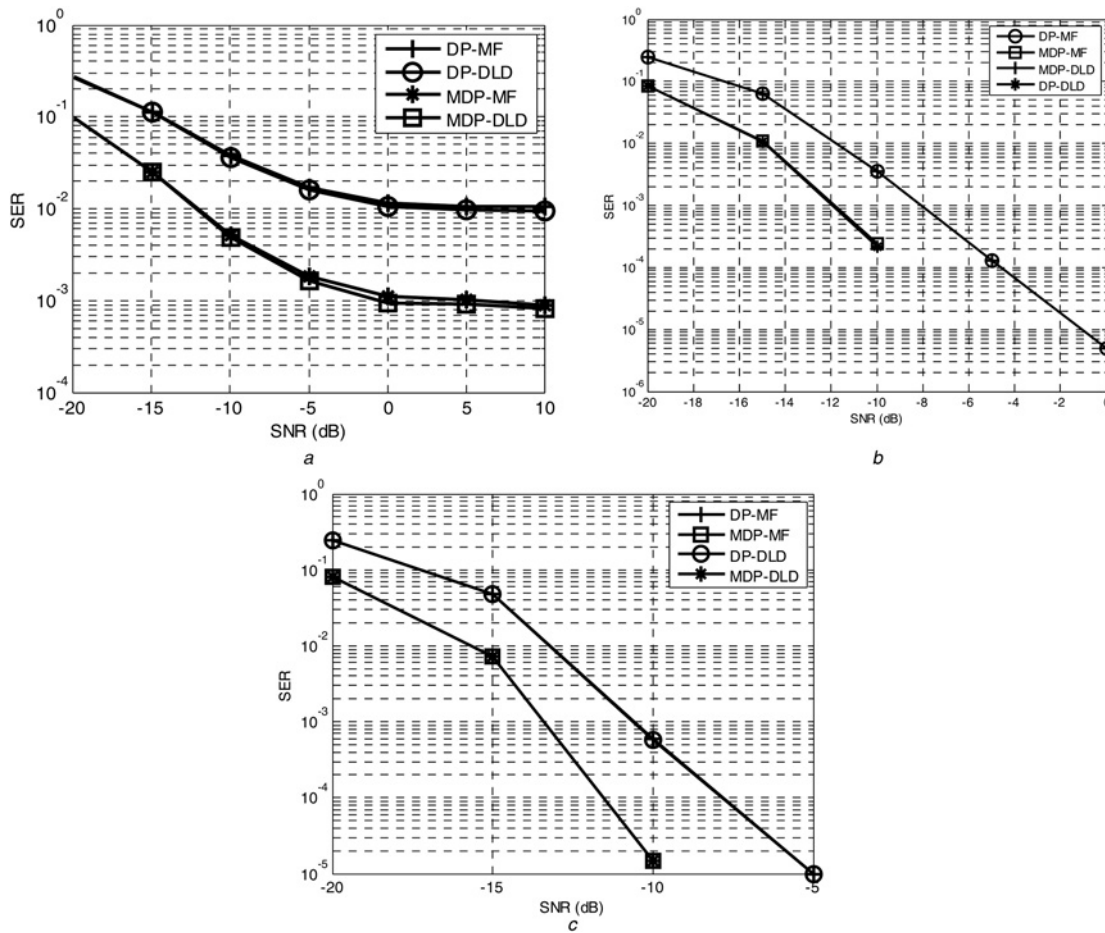 10^0
10^-1
10^-2
10^-3
10^-4
SER
-20 -15 -10 -5 0 5 10
SNR (dB)
DP-MF
DP-DLD
MDP-MF
MDP-DLD
a
10^0
10^-1
10^-2
10^-3
10^-4
10^-5
10^-6
SER
-20 -18 -16 -14 -12 -10 -8 -6 -4 -2 0
SNR (dB)
DP-MF
MDP-MF
MDP-DLD
DP-DLD
b
10^0
10^-1
10^-2
10^-3
10^-4
10^-5
SER
-20 -15 -10 -5
SNR (dB)
DP-MF
MDP-MF
DP-DLD
MDP-DLD
c